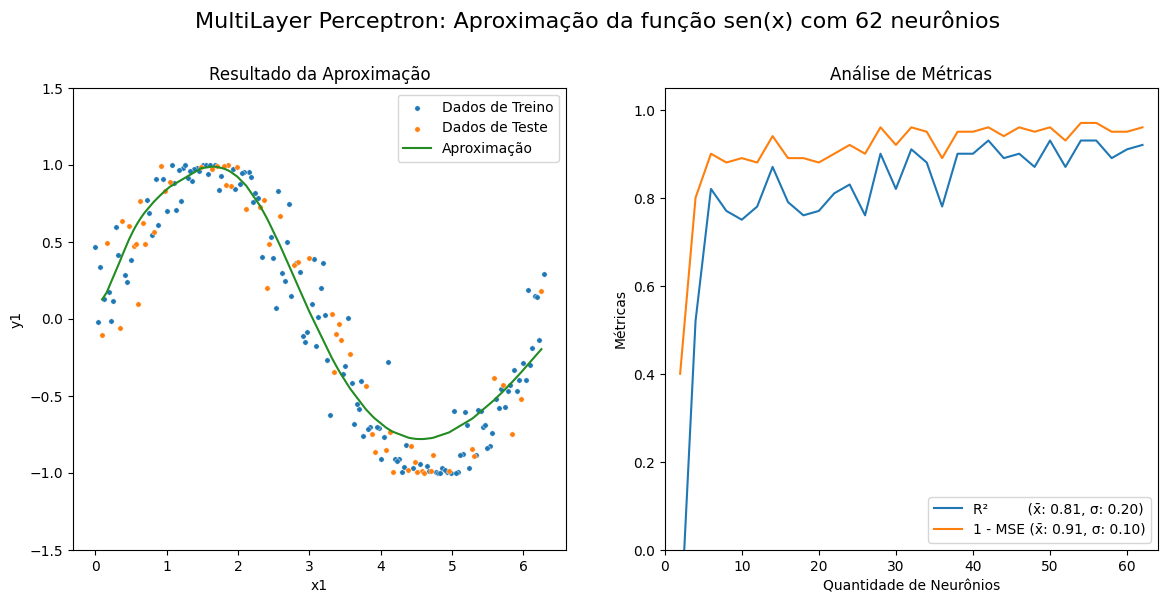 MultiLayer Perceptron: Aproximação da função sen(x) com 62 neurônios
Resultado da Aproximação
1.5
1.0
0.5
0.0
−0.5
−1.0
−1.5
y1
0 1 2 3 4 5 6
x1
Dados de Treino
Dados de Teste
Aproximação
Análise de Métricas
1.0
0.8
0.6
0.4
0.2
0.0
Métricas
0 10 20 30 40 50 60
Quantidade de Neurônios
R² (x̄: 0.81, σ: 0.20)
1 - MSE (x̄: 0.91, σ: 0.10)